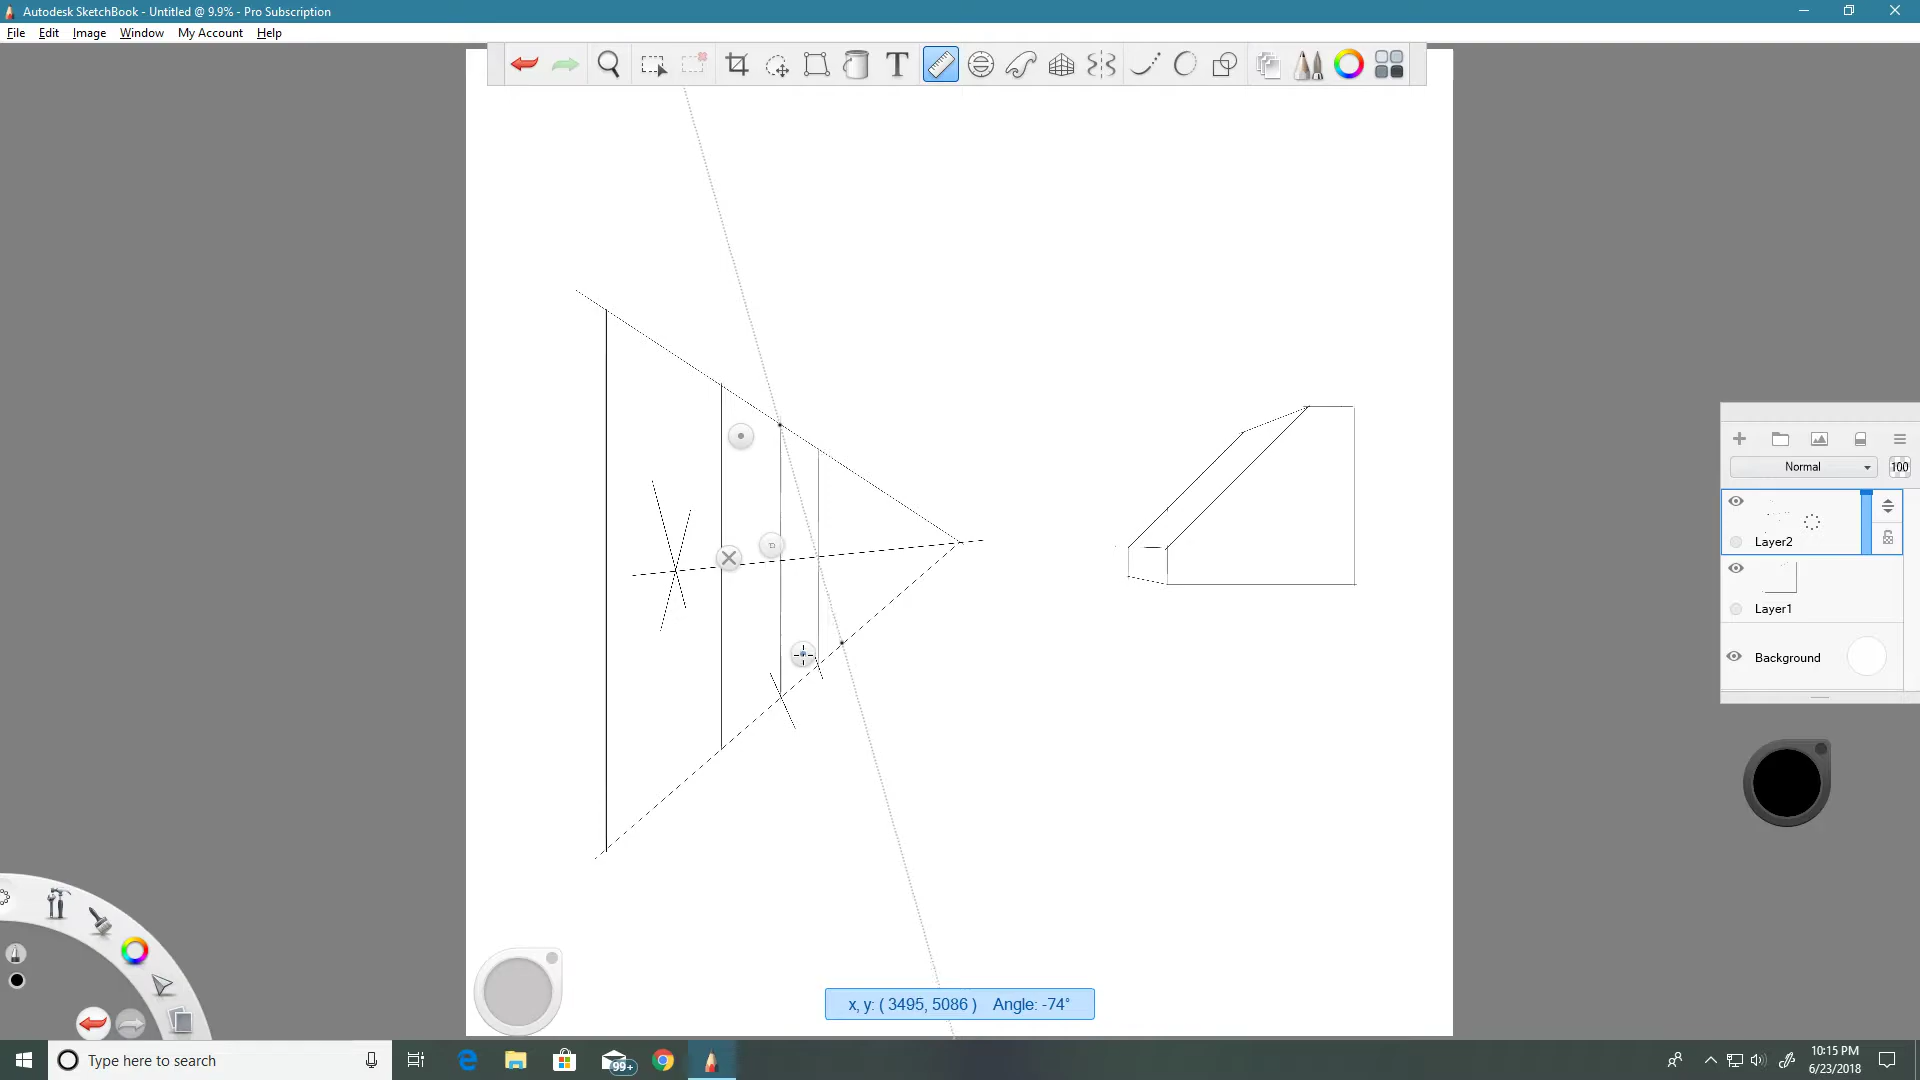 Autodesk SketchBook - Untitled @ 9.9% - Pro Subscription
File Edit Image Window My Account Help
T
Normal
100
Layer2
Layer1
Background
x, y: ( 3495, 5086 ) Angle: -74°
Type here to search
99+
10:15 PM
6/23/2018